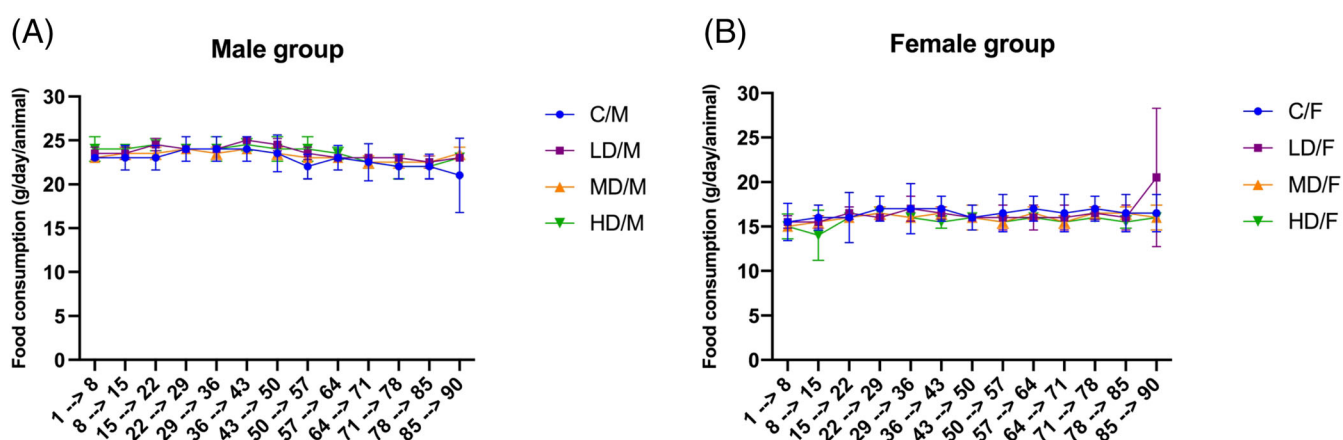 (A)
Male group
Food consumption (g/day/animal)
30
25
20
15
10
5
0
1 --> 8
8 --> 15
15 --> 22
22 --> 29
29 --> 36
36 --> 43
43 --> 50
50 --> 57
57 --> 64
64 --> 71
71 --> 78
78 --> 85
85 --> 90
C/M
LD/M
MD/M
HD/M
(B)
Female group
Food consumption (g/day/animal)
30
25
20
15
10
5
0
1 --> 8
8 --> 15
15 --> 22
22 --> 29
29 --> 36
36 --> 43
43 --> 50
50 --> 57
57 --> 64
64 --> 71
71 --> 78
78 --> 85
85 --> 90
C/F
LD/F
MD/F
HD/F